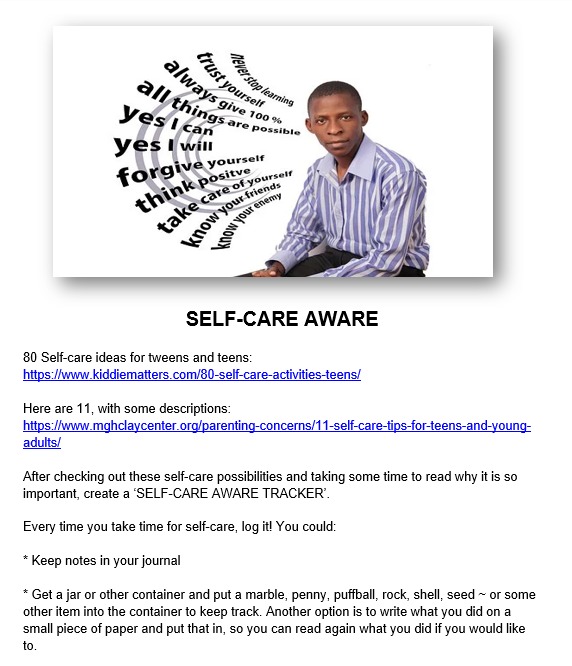 never stop learning
trust yourself
always give 100 %
all things are possible
yes I can
yes I will
forgive yourself
think positve
take care of yourself
know your friends
know your enemy
SELF-CARE AWARE
80 Self-care ideas for tweens and teens:
https://www.kiddiematters.com/80-self-care-activities-teens/
Here are 11, with some descriptions:
https://www.mghclaycenter.org/parenting-concerns/11-self-care-tips-for-teens-and-young-
adults/
After checking out these self-care possibilities and taking some time to read why it is so
important, create a ‘SELF-CARE AWARE TRACKER’.
Every time you take time for self-care, log it! You could:
* Keep notes in your journal
* Get a jar or other container and put a marble, penny, puffball, rock, shell, seed ~ or some
other item into the container to keep track. Another option is to write what you did on a
small piece of paper and put that in, so you can read again what you did if you would like
to.